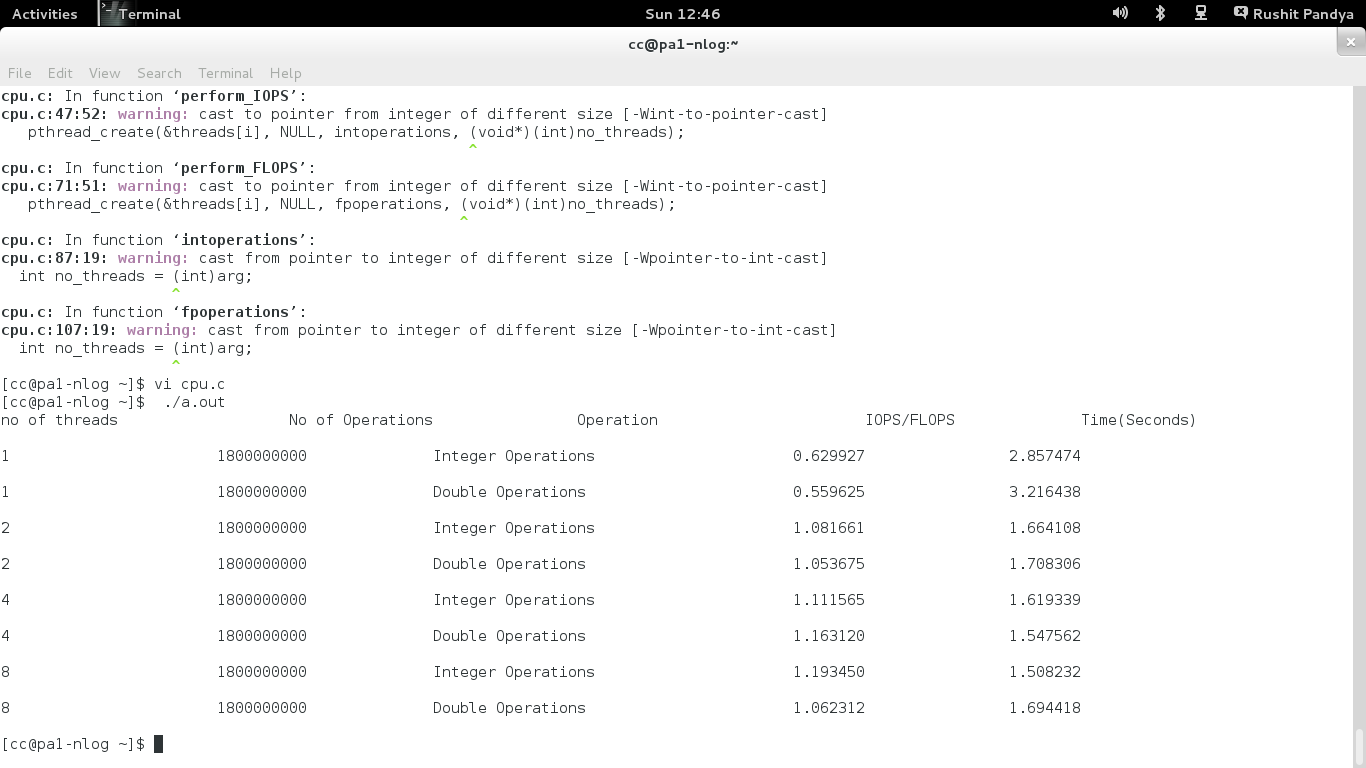 Activities Terminal Sun 12:46 Rushit Pandya
cc@pa1-nlog:~
File Edit View Search Terminal Help
cpu.c: In function ‘perform_IOPS’:
cpu.c:47:52: warning: cast to pointer from integer of different size [-Wint-to-pointer-cast]
   pthread_create(&threads[i], NULL, intoperations, (void*)(int)no_threads);
^
cpu.c: In function ‘perform_FLOPS’:
cpu.c:71:51: warning: cast to pointer from integer of different size [-Wint-to-pointer-cast]
   pthread_create(&threads[i], NULL, fpoperations, (void*)(int)no_threads);
^
cpu.c: In function ‘intoperations’:
cpu.c:87:19: warning: cast from pointer to integer of different size [-Wpointer-to-int-cast]
  int no_threads = (int)arg;
^
cpu.c: In function ‘fpoperations’:
cpu.c:107:19: warning: cast from pointer to integer of different size [-Wpointer-to-int-cast]
  int no_threads = (int)arg;
^
[cc@pa1-nlog ~]$ vi cpu.c
[cc@pa1-nlog ~]$  ./a.out
no of threads No of Operations Operation IOPS/FLOPS Time(Seconds)
1 1800000000 Integer Operations 0.629927 2.857474
1 1800000000 Double Operations 0.559625 3.216438
2 1800000000 Integer Operations 1.081661 1.664108
2 1800000000 Double Operations 1.053675 1.708306
4 1800000000 Integer Operations 1.111565 1.619339
4 1800000000 Double Operations 1.163120 1.547562
8 1800000000 Integer Operations 1.193450 1.508232
8 1800000000 Double Operations 1.062312 1.694418
[cc@pa1-nlog ~]$